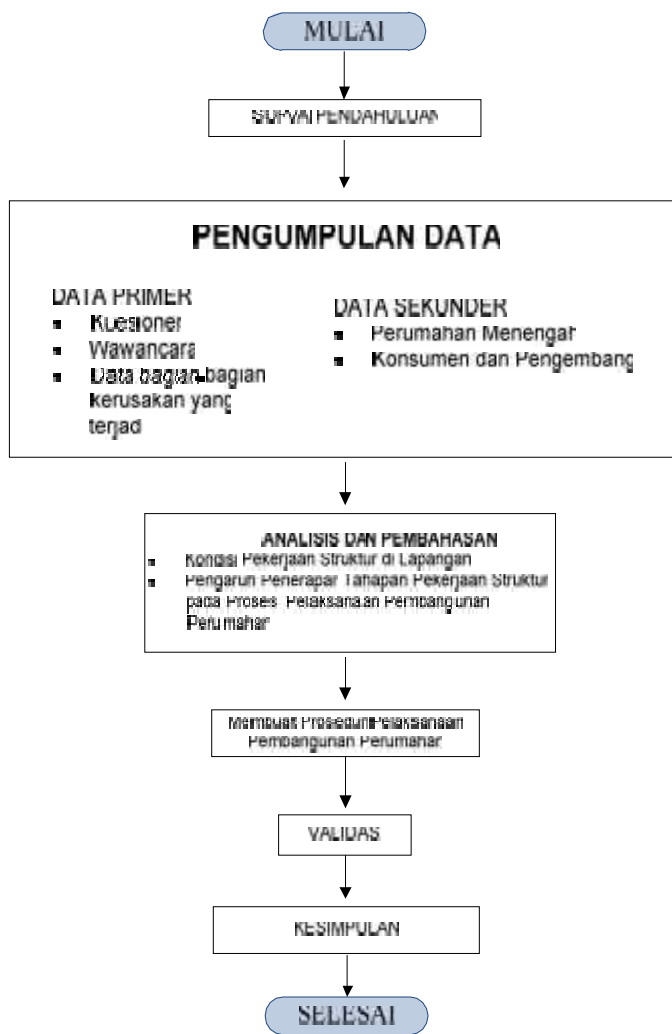 MULAI
SURVAI PENDAHULUAN
PENGUMPULAN DATA
DATA PRIMER
▪ Kuesioner
▪ Wawancara
▪ Data bagian-bagian
kerusakan yang
terjad
DATA SEKUNDER
▪ Perumahan Menengah
▪ Konsumen dan Pengembang
ANALISIS DAN PEMBAHASAN
▪ Kondisi Pekerjaan Struktur di Lapangan
▪ Pengaruh Penerapan Tahapan Pekerjaan Struktur
pada Proses Pelaksanaan Pembangunan
Perumahan
Membuat Prosedur Pelaksanaan
Pembangunan Perumahan
VALIDAS
KESIMPULAN
SELESAI